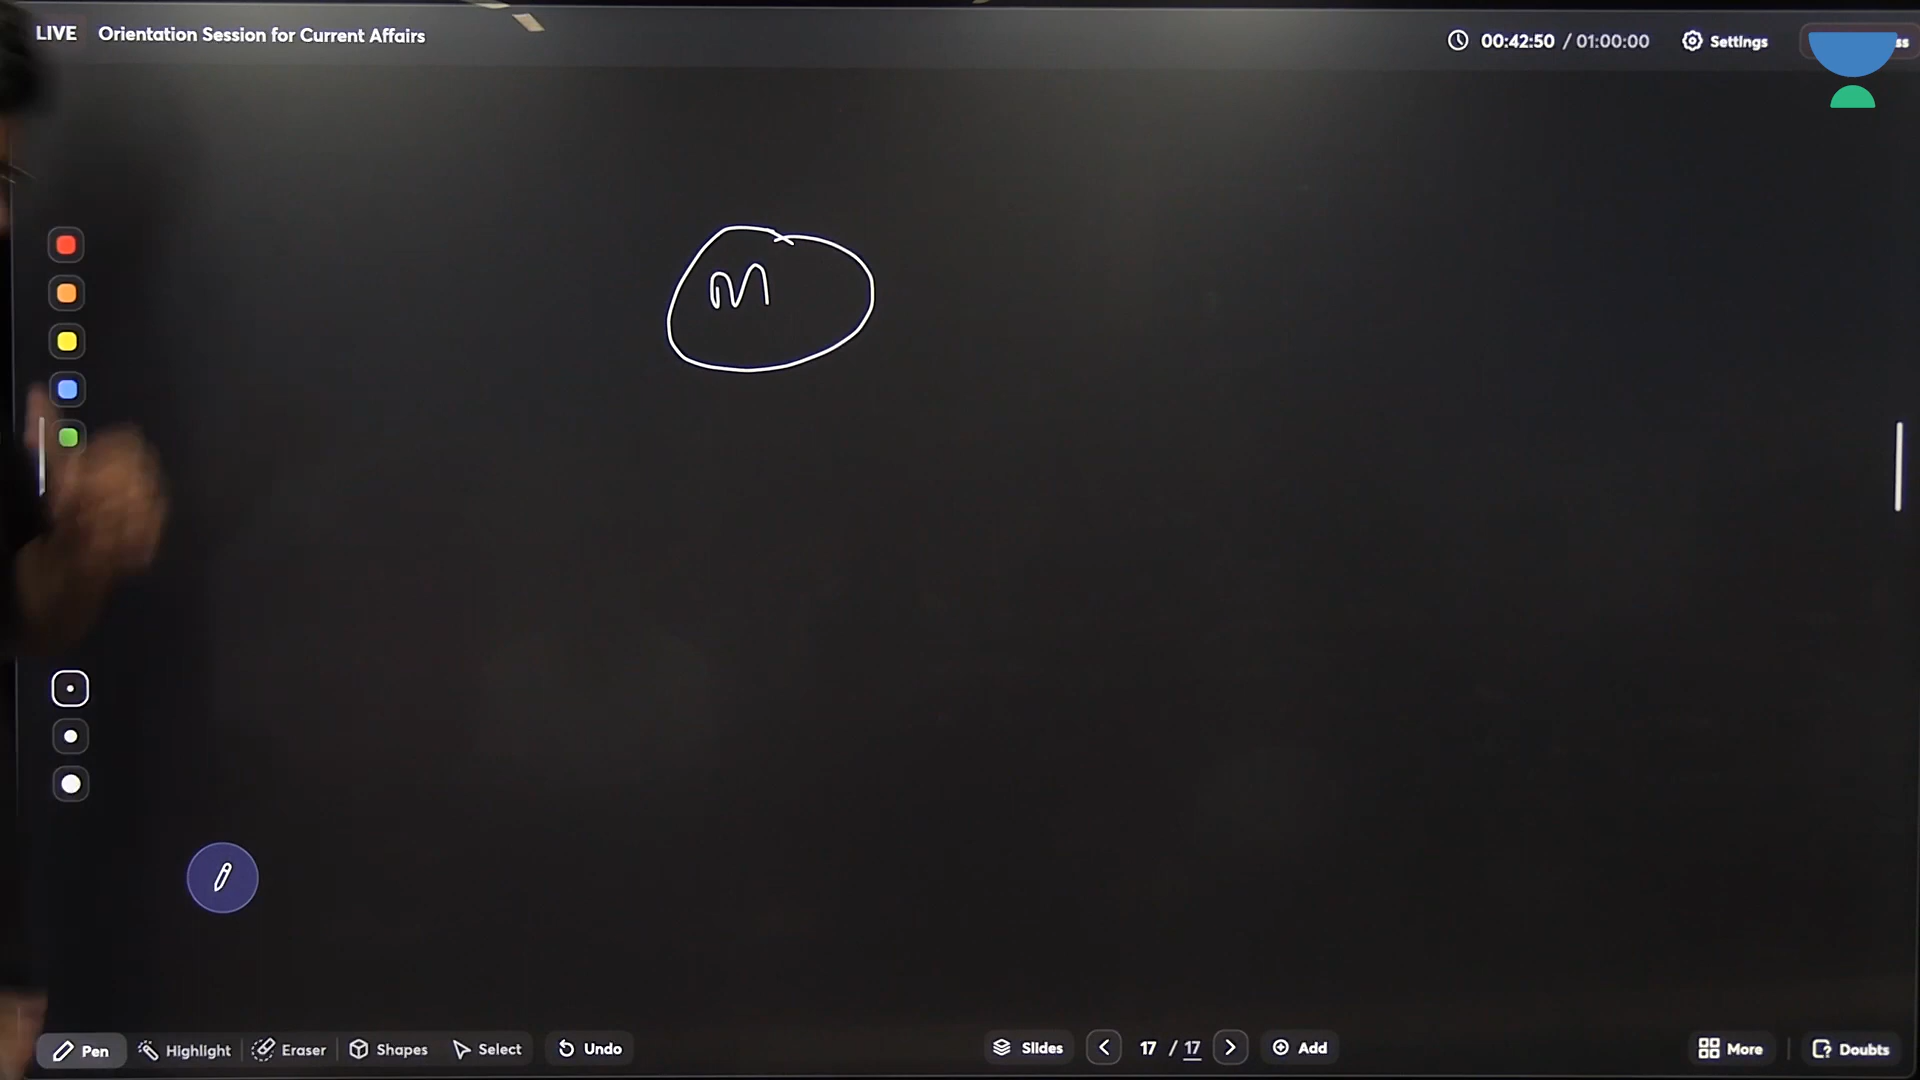 LIVE Orientation Session for Current Affairs
00:42:50 / 01:00:00 Settings
M
Pen Highlight Eraser Shapes Select Undo Slides 17 / 17 Add More Doubts